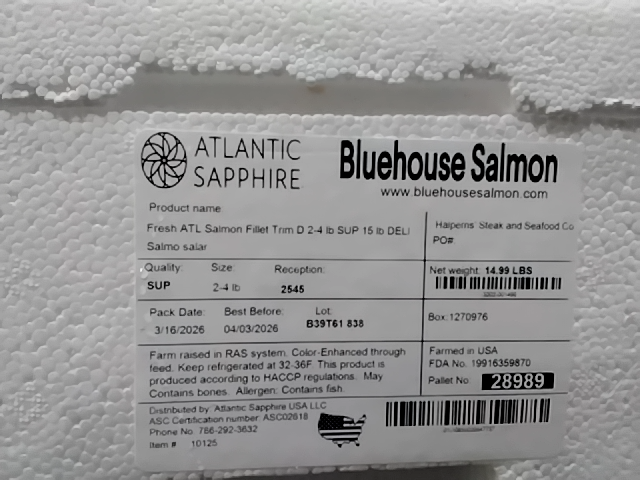 ATLANTIC
SAPPHIRE
Bluehouse Salmon
www.bluehousesalmon.com
Product name
Fresh ATL Salmon Fillet Trim D 2-4 lb SUP 15 lb DELI
Salmo salar
Halperns' Steak and Seafood Co
PO#
Quality: Size: Reception:
SUP 2-4 lb 2545
Net weight: 14.99 LBS
Pack Date: Best Before: Lot:
3/16/2026 04/03/2026 B39T61 838
Box:1270976
Farm raised in RAS system. Color-Enhanced through
feed. Keep refrigerated at 32-36F. This product is
produced according to HACCP regulations. May
Contains bones. Allergen: Contains fish.
Farmed in USA
FDA No. 19916359870
Pallet No 28989
Distributed by: Atlantic Sapphire USA LLC
ASC Certification number: ASC02618
Phone No: 786-292-3632
Item # 10125